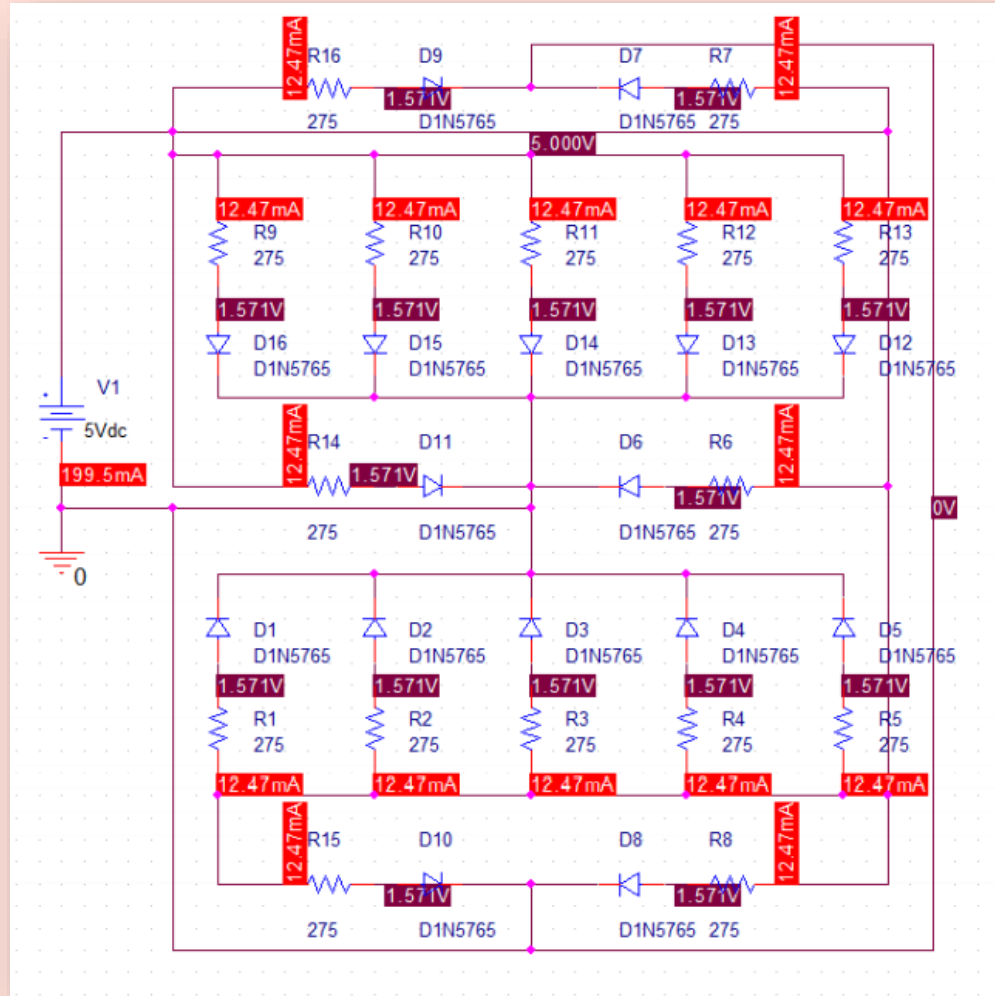 12.47mA
12.47mA
R16
D9
D7
R7
1.571V
1.571V
275
D1N5765
D1N5765
275
5.000V
12.47mA
12.47mA
12.47mA
12.47mA
12.47mA
R9
R10
R11
R12
R13
275
275
275
275
275
1.571V
1.571V
1.571V
1.571V
1.571V
D16
D15
D14
D13
D12
D1N5765
D1N5765
D1N5765
D1N5765
D1N5765
V1
5Vdc
199.5mA
0
12.47mA
12.47mA
R14
D11
D6
R6
1.571V
1.571V
275
D1N5765
D1N5765
275
0V
D1
D2
D3
D4
D5
D1N5765
D1N5765
D1N5765
D1N5765
D1N5765
1.571V
1.571V
1.571V
1.571V
1.571V
R1
R2
R3
R4
R5
275
275
275
275
275
12.47mA
12.47mA
12.47mA
12.47mA
12.47mA
12.47mA
12.47mA
R15
D10
D8
R8
1.571V
1.571V
275
D1N5765
D1N5765
275